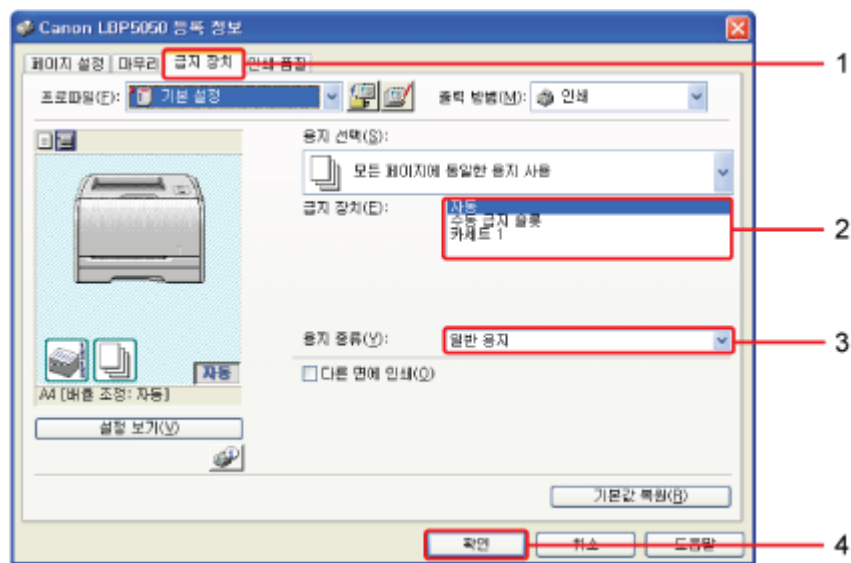 Canon LBP5050 등록 정보
페이지 설정 마무리 급지 장치 인쇄 품질 1
프로파일(F): 기본 설정 출력 방법(M): 인쇄
용지 선택(S):
모든 페이지에 동일한 용지 사용
급지 장치(E): 자동
수동 급지 슬롯 2
카세트 1
용지 종류(Y): 일반 용지 3
자동 다른 면에 인쇄(O)
A4 [배율 조정: 자동]
설정 보기(V)
기본값 복원(R)
확인 취소 도움말 4